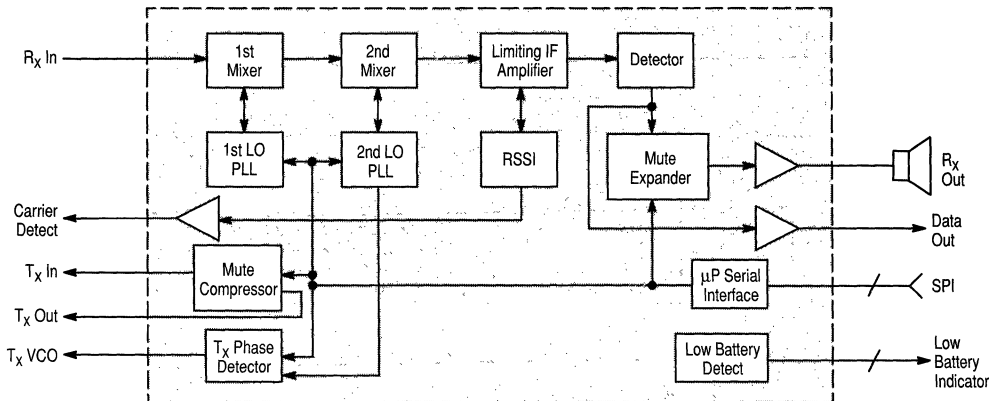 Rx In
1st
Mixer
2nd
Mixer
Limiting IF
Amplifier
Detector
1st LO
PLL
2nd LO
PLL
RSSI
Mute
Expander
Rx
Out
Carrier
Detect
Data
Out
Tx In
Mute
Compressor
µP Serial
Interface
SPI
Tx Out
Tx VCO
Tx Phase
Detector
Low Battery
Detect
Low
Battery
Indicator